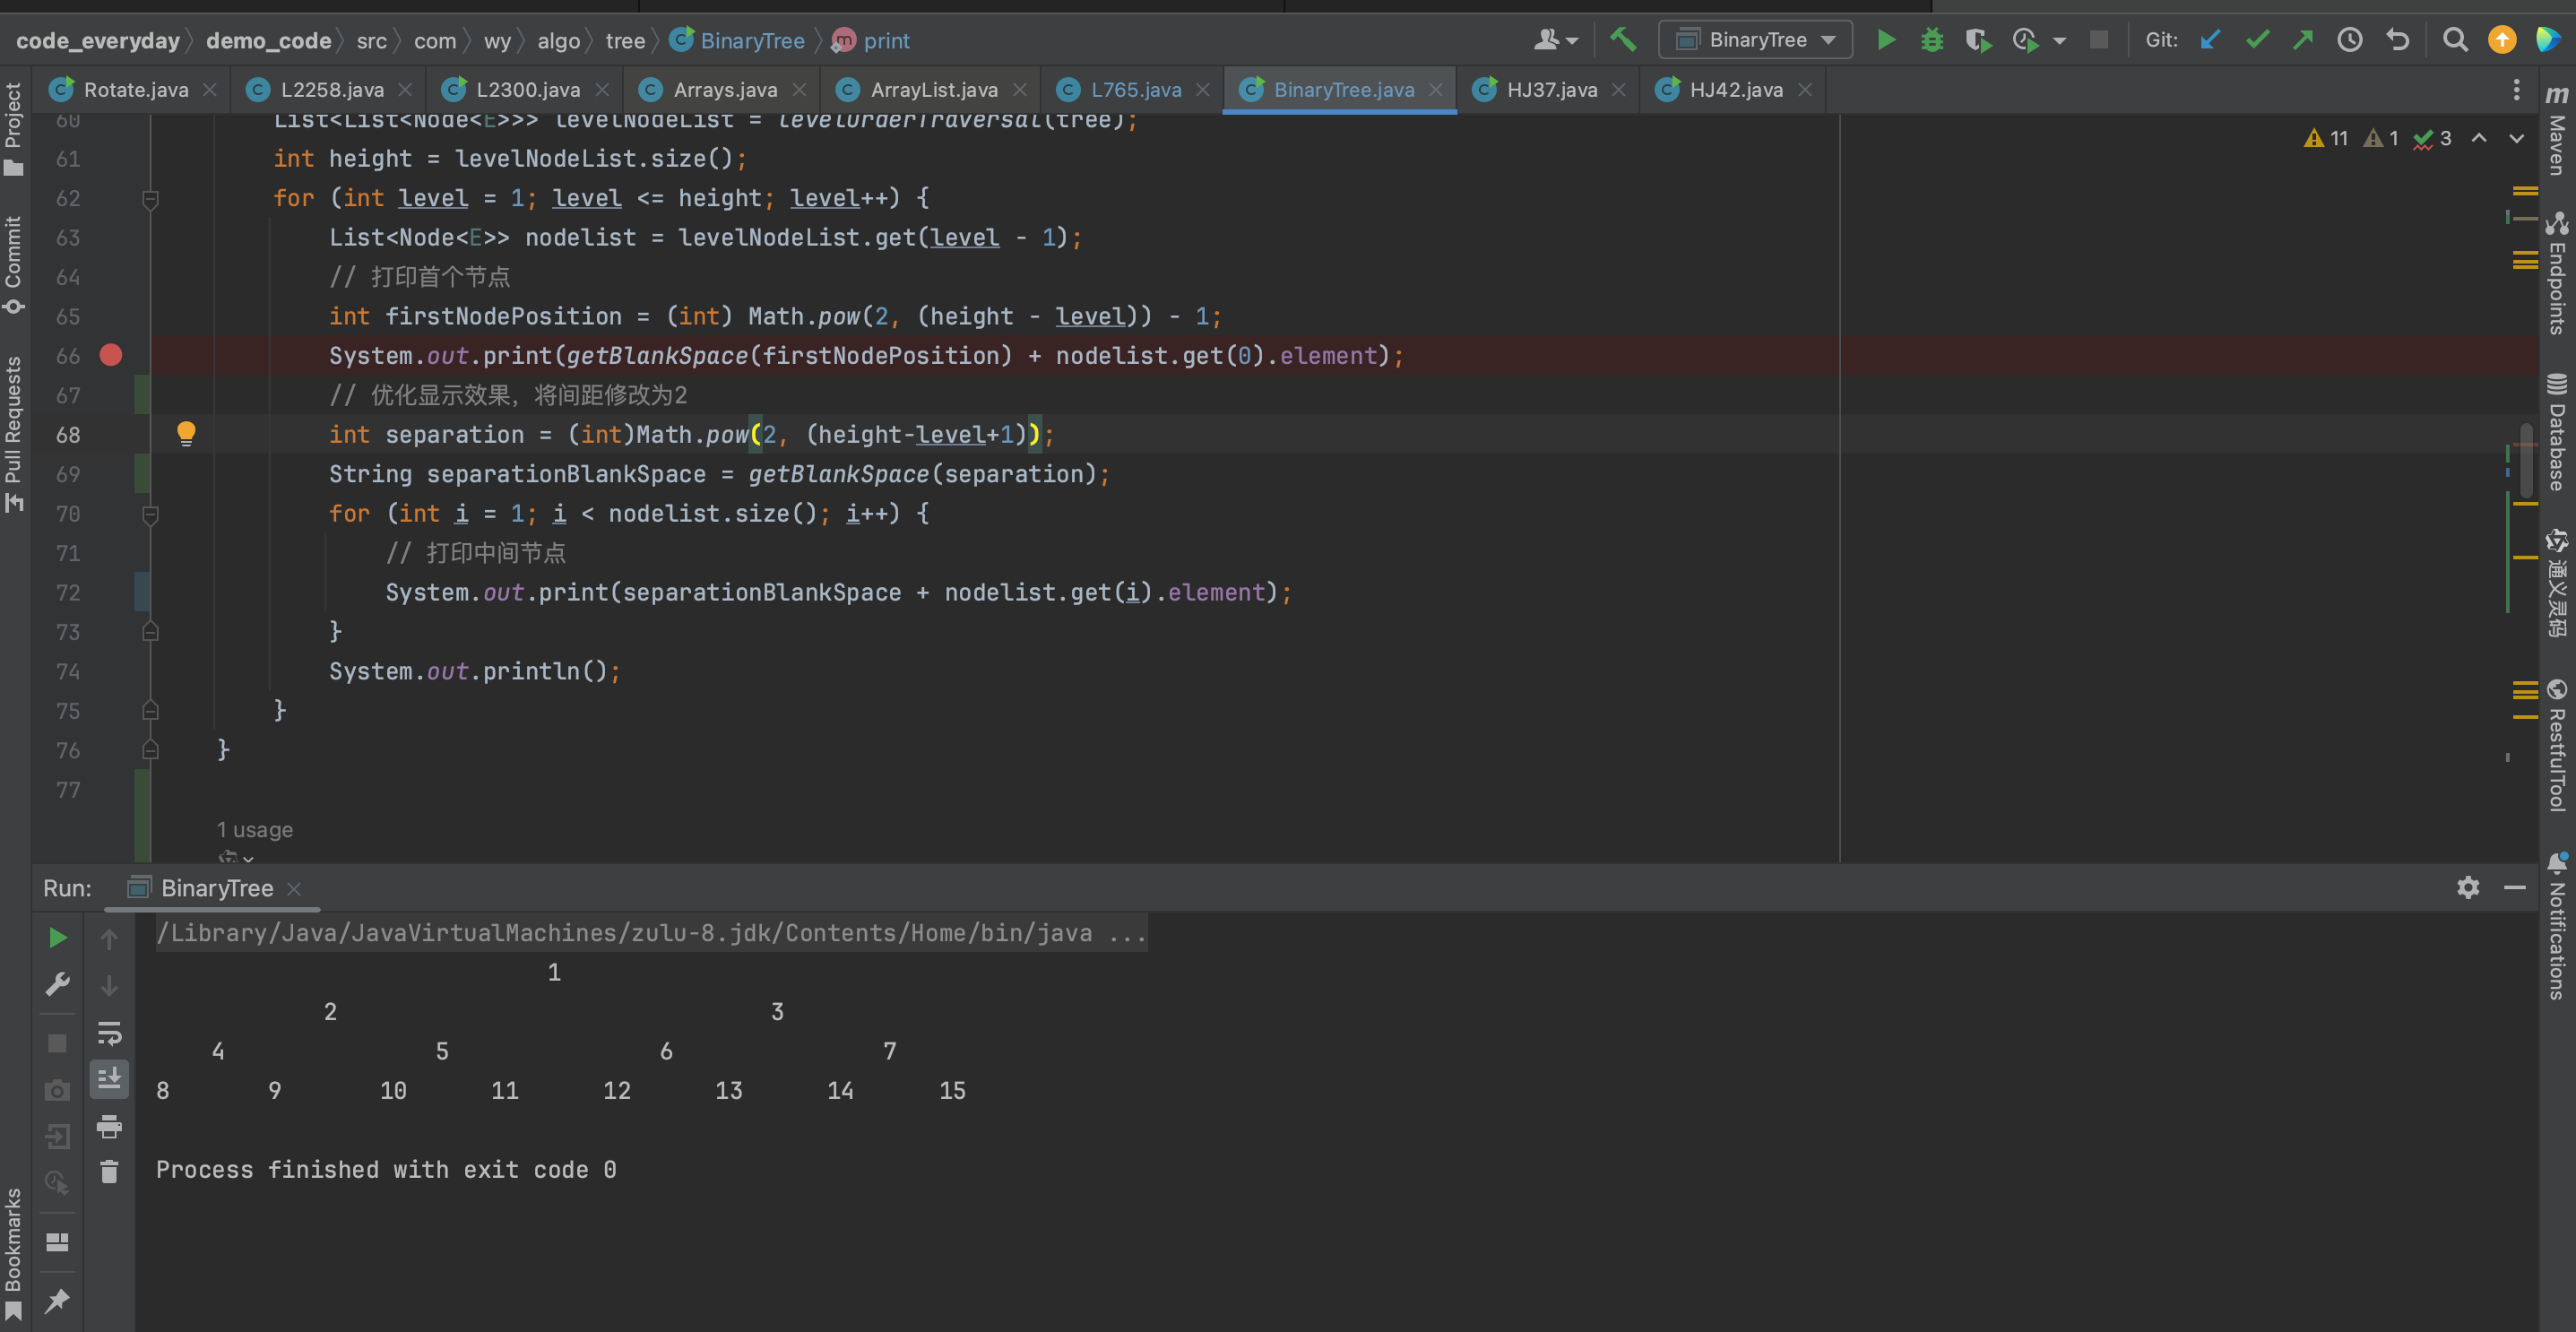 code_everyday demo_code src com wy algo tree BinaryTree print BinaryTree Git:
Rotate.java L2258.java L2300.java Arrays.java ArrayList.java L765.java BinaryTree.java HJ37.java HJ42.java
Project
Commit
Pull Requests
Bookmarks
11 1 3
60 List<List<Node<E>>> levelNodeList = levelOrderTraversal(tree);
61 int height = levelNodeList.size();
62 for (int level = 1; level <= height; level++) {
63 List<Node<E>> nodelist = levelNodeList.get(level - 1);
64 // 打印首个节点
65 int firstNodePosition = (int) Math.pow(2, (height - level)) - 1;
66 System.out.print(getBlankSpace(firstNodePosition) + nodelist.get(0).element);
67 // 优化显示效果，将间距修改为2
68 int separation = (int)Math.pow(2, (height-level+1));
69 String separationBlankSpace = getBlankSpace(separation);
70 for (int i = 1; i < nodelist.size(); i++) {
71 // 打印中间节点
72 System.out.print(separationBlankSpace + nodelist.get(i).element);
73 }
74 System.out.println();
75 }
76 }
77
1 usage
Maven
Endpoints
Database
通义灵码
RestfulTool
Notifications
Run: BinaryTree
/Library/Java/JavaVirtualMachines/zulu-8.jdk/Contents/Home/bin/java ...
1
2 3
4 5 6 7
8 9 10 11 12 13 14 15
Process finished with exit code 0